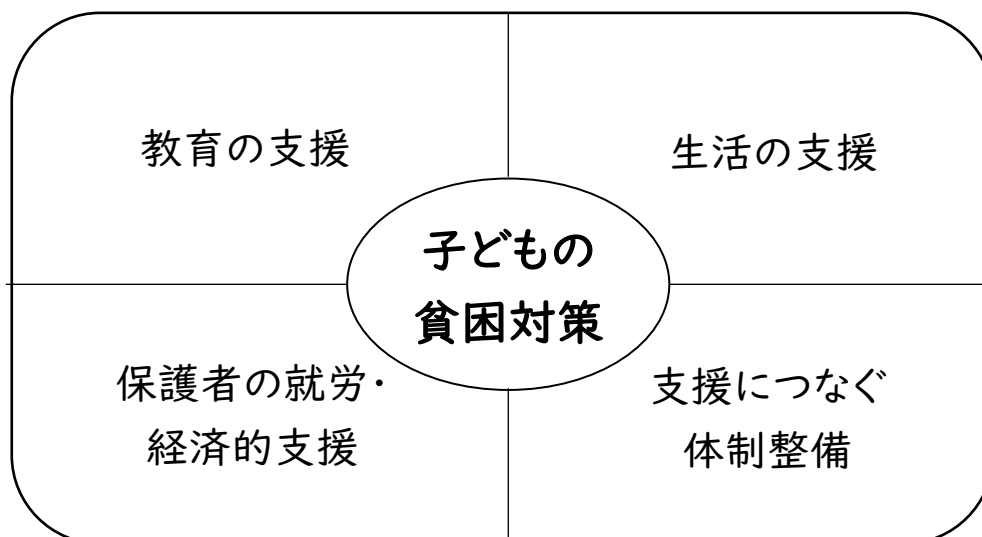 教育の支援
生活の支援
子どもの
貧困対策
保護者の就労・
経済的支援
支援につなぐ
体制整備